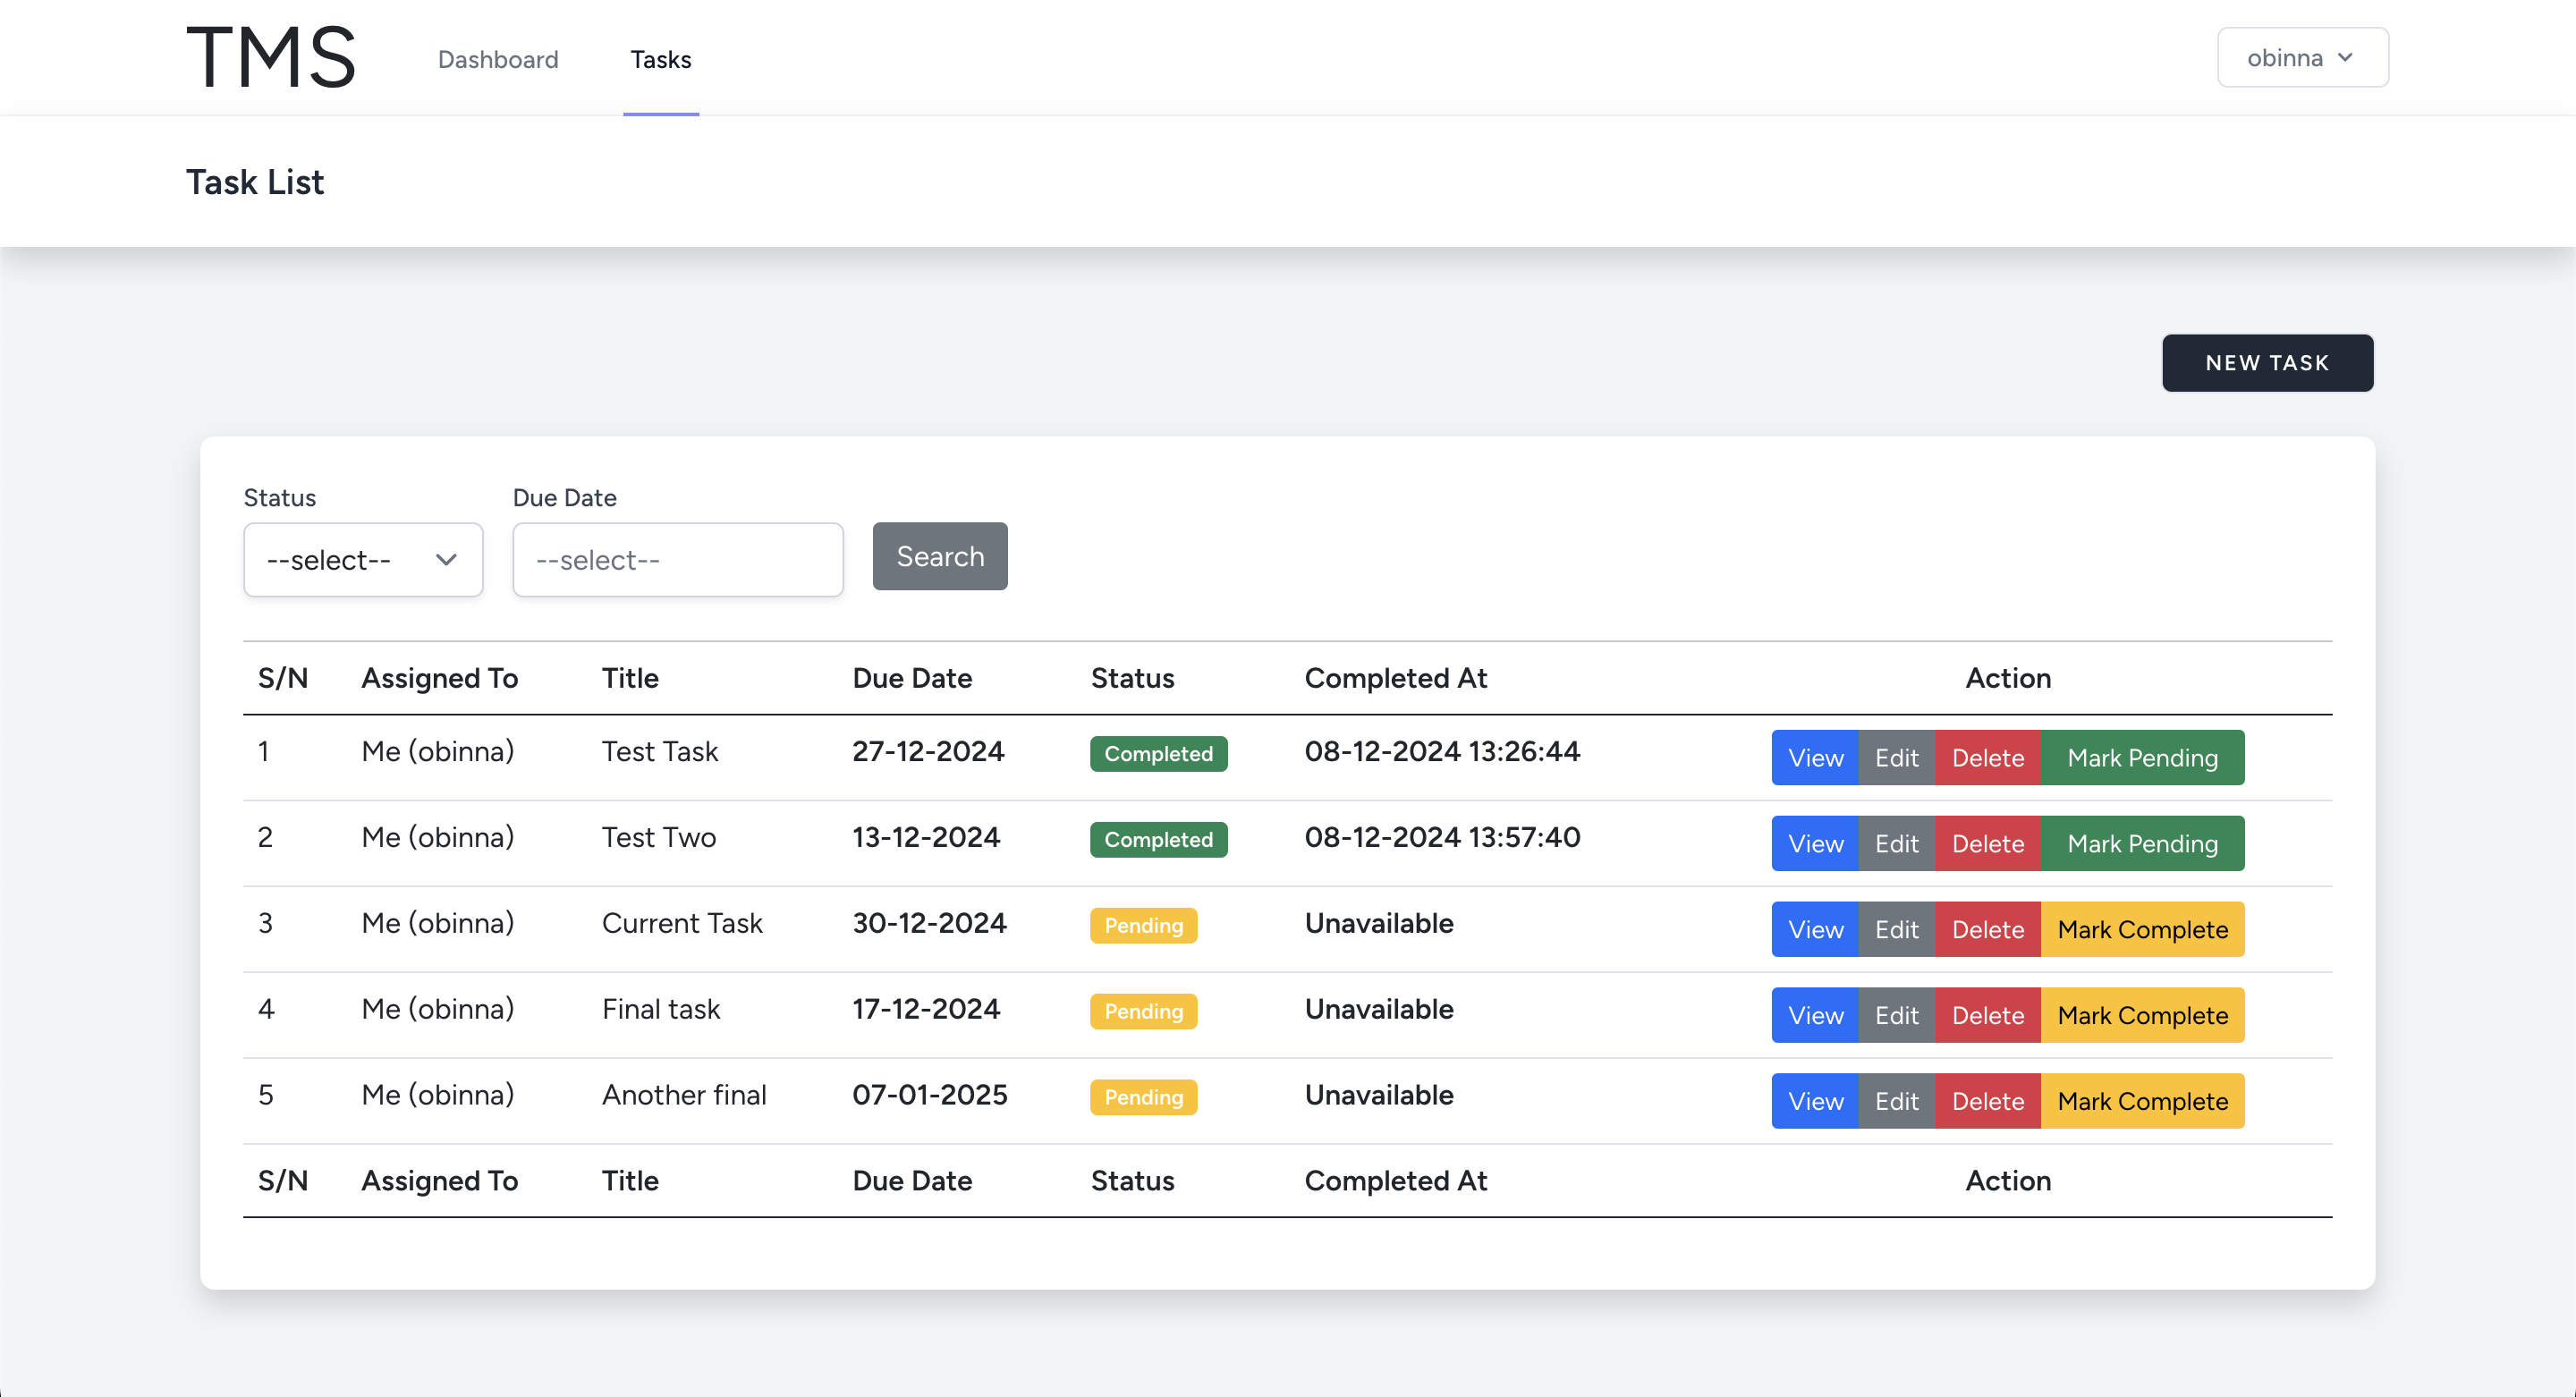 TMS Dashboard Tasks obinna
Task List
NEW TASK
Status Due Date
--select-- --select-- Search
S/N Assigned To Title Due Date Status Completed At Action
1 Me (obinna) Test Task 27-12-2024 Completed 08-12-2024 13:26:44 View Edit Delete Mark Pending
2 Me (obinna) Test Two 13-12-2024 Completed 08-12-2024 13:57:40 View Edit Delete Mark Pending
3 Me (obinna) Current Task 30-12-2024 Pending Unavailable View Edit Delete Mark Complete
4 Me (obinna) Final task 17-12-2024 Pending Unavailable View Edit Delete Mark Complete
5 Me (obinna) Another final 07-01-2025 Pending Unavailable View Edit Delete Mark Complete
S/N Assigned To Title Due Date Status Completed At Action